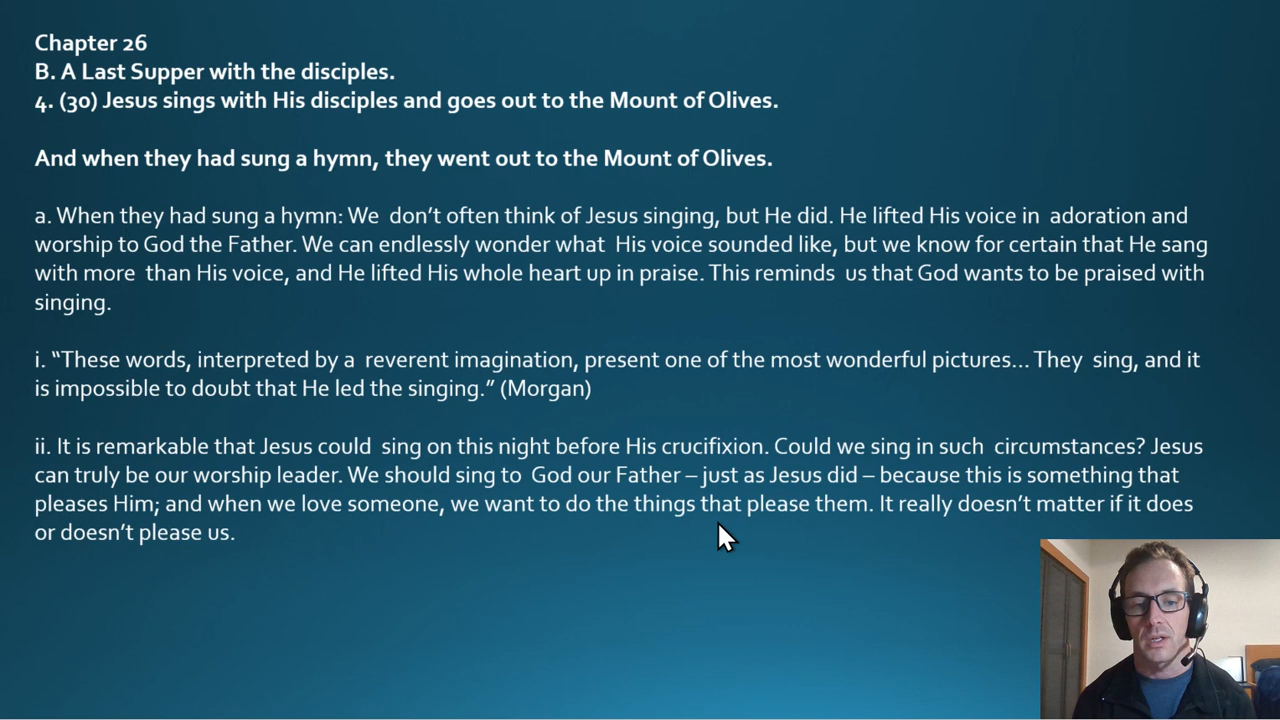 Chapter 26
B. A Last Supper with the disciples.
4. (30) Jesus sings with His disciples and goes out to the Mount of Olives.
And when they had sung a hymn, they went out to the Mount of Olives.
a. When they had sung a hymn: We don’t often think of Jesus singing, but He did. He lifted His voice in adoration and
worship to God the Father. We can endlessly wonder what His voice sounded like, but we know for certain that He sang
with more than His voice, and He lifted His whole heart up in praise. This reminds us that God wants to be praised with
singing.
i. “These words, interpreted by a reverent imagination, present one of the most wonderful pictures… They sing, and it
is impossible to doubt that He led the singing.” (Morgan)
ii. It is remarkable that Jesus could sing on this night before His crucifixion. Could we sing in such circumstances? Jesus
can truly be our worship leader. We should sing to God our Father – just as Jesus did – because this is something that
pleases Him; and when we love someone, we want to do the things that please them. It really doesn’t matter if it does
or doesn’t please us.